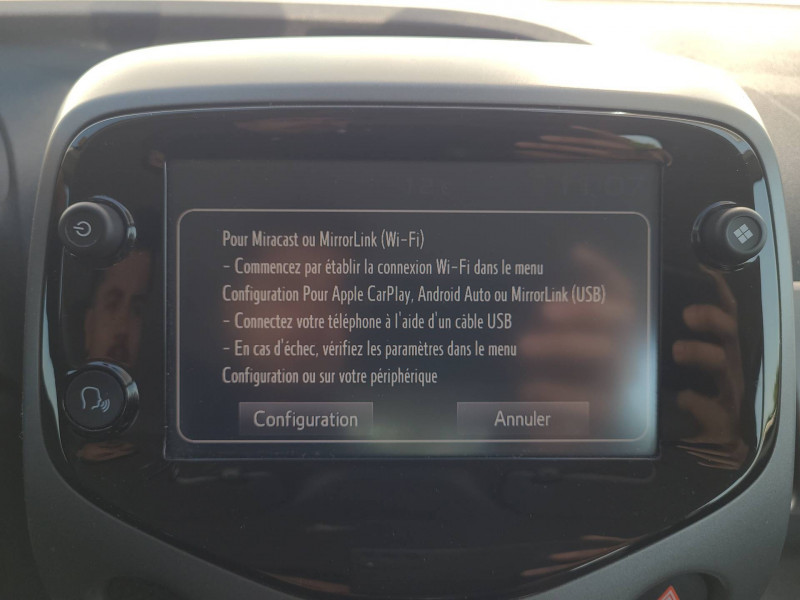 Pour Miracast ou MirrorLink (Wi-Fi)
- Commencez par établir la connexion Wi-Fi dans le menu
Configuration Pour Apple CarPlay, Android Auto ou MirrorLink (USB)
- Connectez votre téléphone à l'aide d'un câble USB
- En cas d'échec, vérifiez les paramètres dans le menu
Configuration ou sur votre périphérique
Configuration Annuler